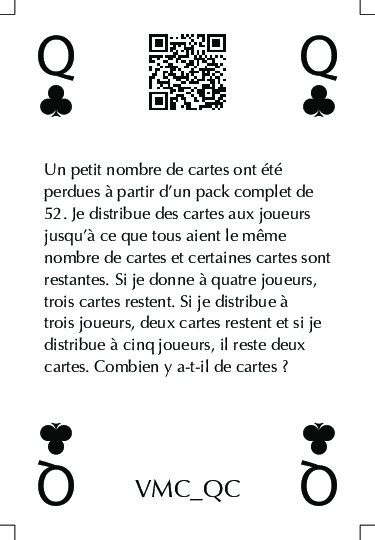 Q Q
Un petit nombre de cartes ont été
perdues à partir d'un pack complet de
52. Je distribue des cartes aux joueurs
jusqu'à ce que tous aient le même
nombre de cartes et certaines cartes sont
restantes. Si je donne à quatre joueurs,
trois cartes restent. Si je distribue à
trois joueurs, deux cartes restent et si je
distribue à cinq joueurs, il reste deux
cartes. Combien y a-t-il de cartes ?
Q VMC_QC Q